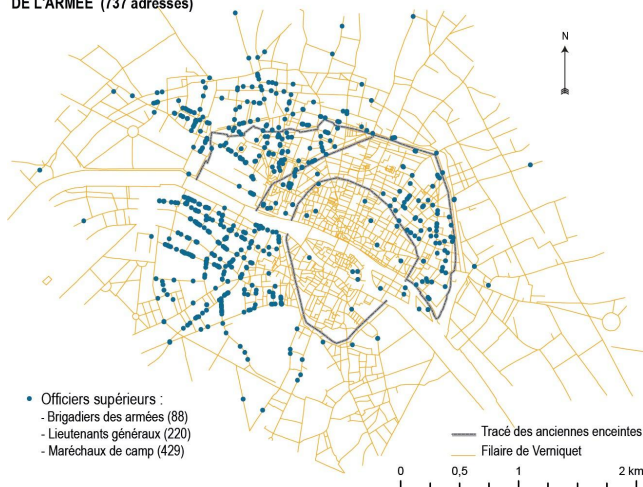 DE L'ARMÉE (737 adresses)
N
Officiers supérieurs :
- Brigadiers des armées (88)
- Lieutenants généraux (220)
- Maréchaux de camp (429)
Tracé des anciennes enceintes
Filaire de Verniquet
0 0,5 1 2 km